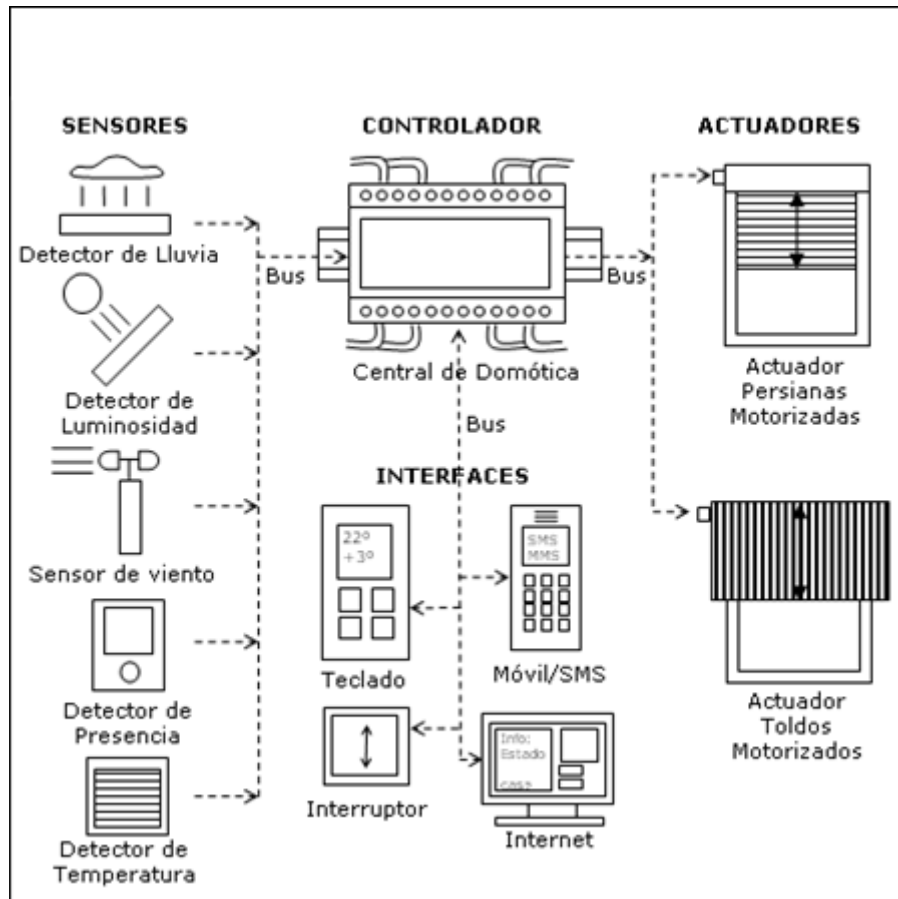 SENSORES
Detector de Lluvia
Detector de
Luminosidad
Sensor de viento
Detector de
Presencia
Detector de
Temperatura
CONTROLADOR
Bus
Bus
Central de Domótica
Bus
INTERFACES
22º
+3º
Teclado
SMS
MMS
Móvil/SMS
Interruptor
Info:
Estado
casa
Internet
ACTUADORES
Actuador
Persianas
Motorizadas
Actuador
Toldos
Motorizados